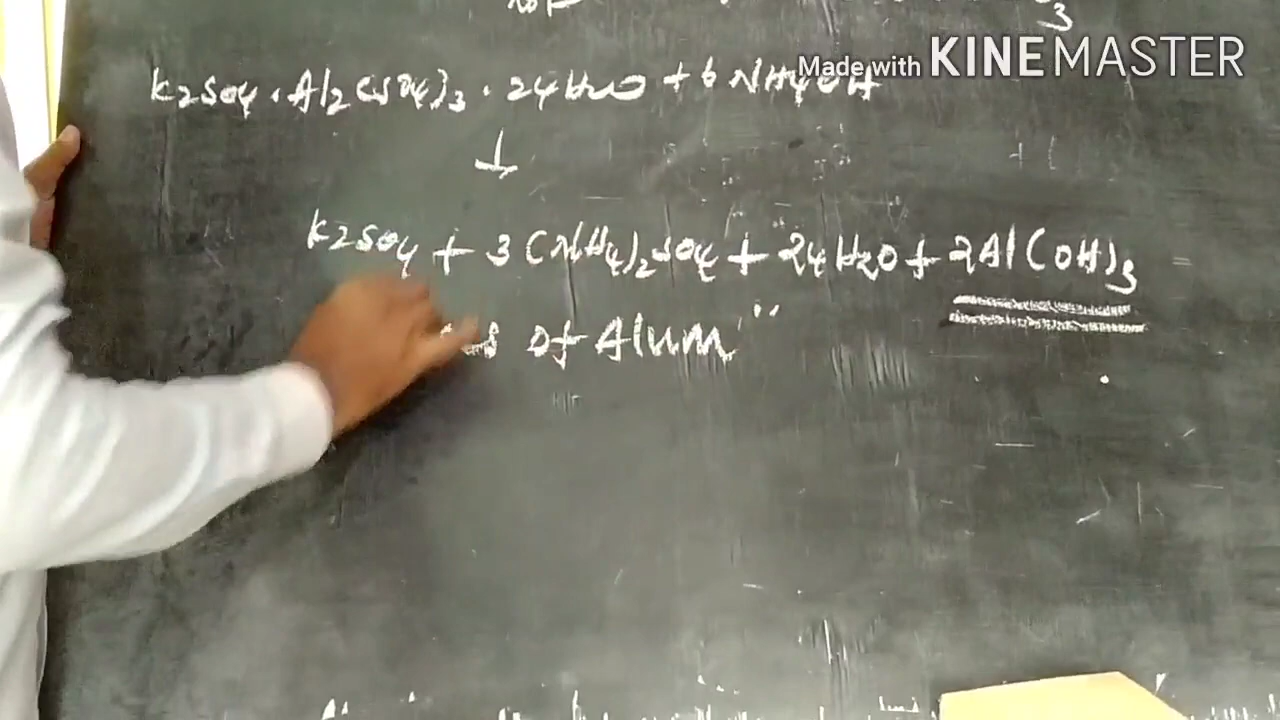 Made with KINEMASTER
K2SO4 . Al2(SO4)3 . 24H2O + 6NH4OH
↓
K2SO4 + 3(NH4)2SO4 + 24H2O + 2Al(OH)3
of Alum"